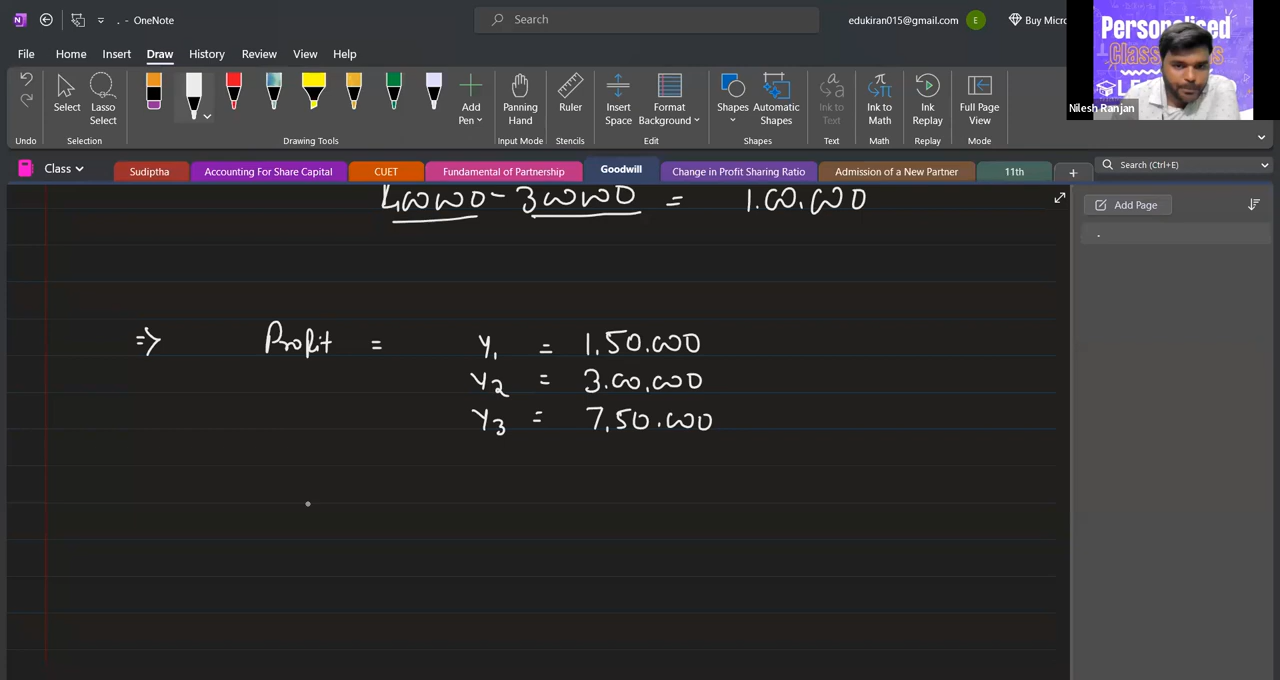 . - OneNote
Search
edukiran015@gmail.com
E
Buy Micr
File Home Insert Draw History Review View Help
Undo
Select
Lasso Selection
Selection
Drawing Tools
Add Pen
Panning Hand
Input Mode
Ruler
Stencils
Insert Space
Format Background
Edit
Shapes
Automatic Shapes
Shapes
Ink to Text
Ink to Math
Math
Ink Replay
Replay
Full Page View
Mode
Personalised
Nilesh Ranjan
Class
Sudiptha
Accounting For Share Capital
CUET
Fundamental of Partnership
Goodwill
Change in Profit Sharing Ratio
Admission of a New Partner
11th
Search (Ctrl+E)
Add Page
.
400000 - 300000 = 1.00.000
=> Profit = Y1 = 1.50.000
Y2 = 3.00.000
Y3 = 7.50.000